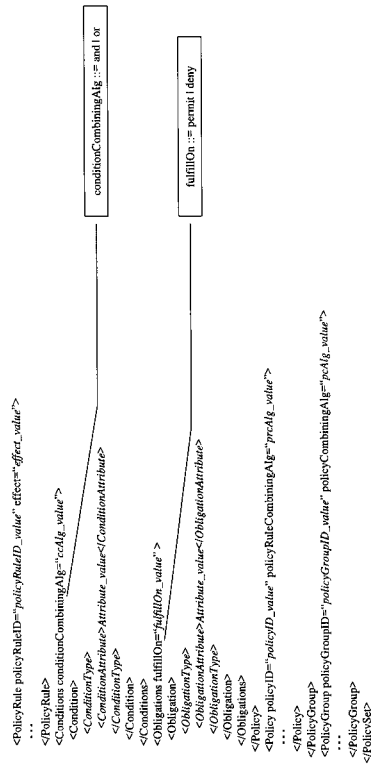 <PolicyRule policyRuleID="policyRuleID_value" effect="effect_value">
...
</PolicyRule>
<Conditions conditionCombiningAlg="ccAlg_value">
<Condition>
<ConditionType>
<ConditionAttribute>Attribute_value</ConditionAttribute>
</ConditionType>
</Condition>
</Conditions>
<Obligations fulfillOn="fulfillOn_value" >
<Obligation>
<ObligationType>
<ObligationAttribute>Attribute_value</ObligationAttribute>
</ObligationType>
</Obligation>
</Obligations>
</Policy>
<Policy policyID="policyID_value" policyRuleCombiningAlg="prcAlg_value">
...
</Policy>
</PolicyGroup>
<PolicyGroup policyGroupID="policyGroupID_value" policyCombiningAlg="pcAlg_value">
...
</PolicyGroup>
</PolicySet>
conditionCombiningAlg ::= and | or
fulfillOn ::= permit | deny